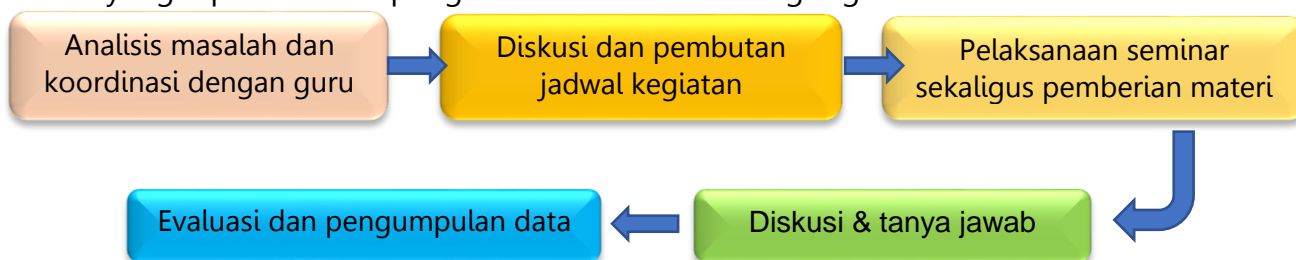 Analisis masalah dan
koordinasi dengan guru
Diskusi dan pembutan
jadwal kegiatan
Pelaksanaan seminar
sekaligus pemberian materi
Diskusi & tanya jawab
Evaluasi dan pengumpulan data